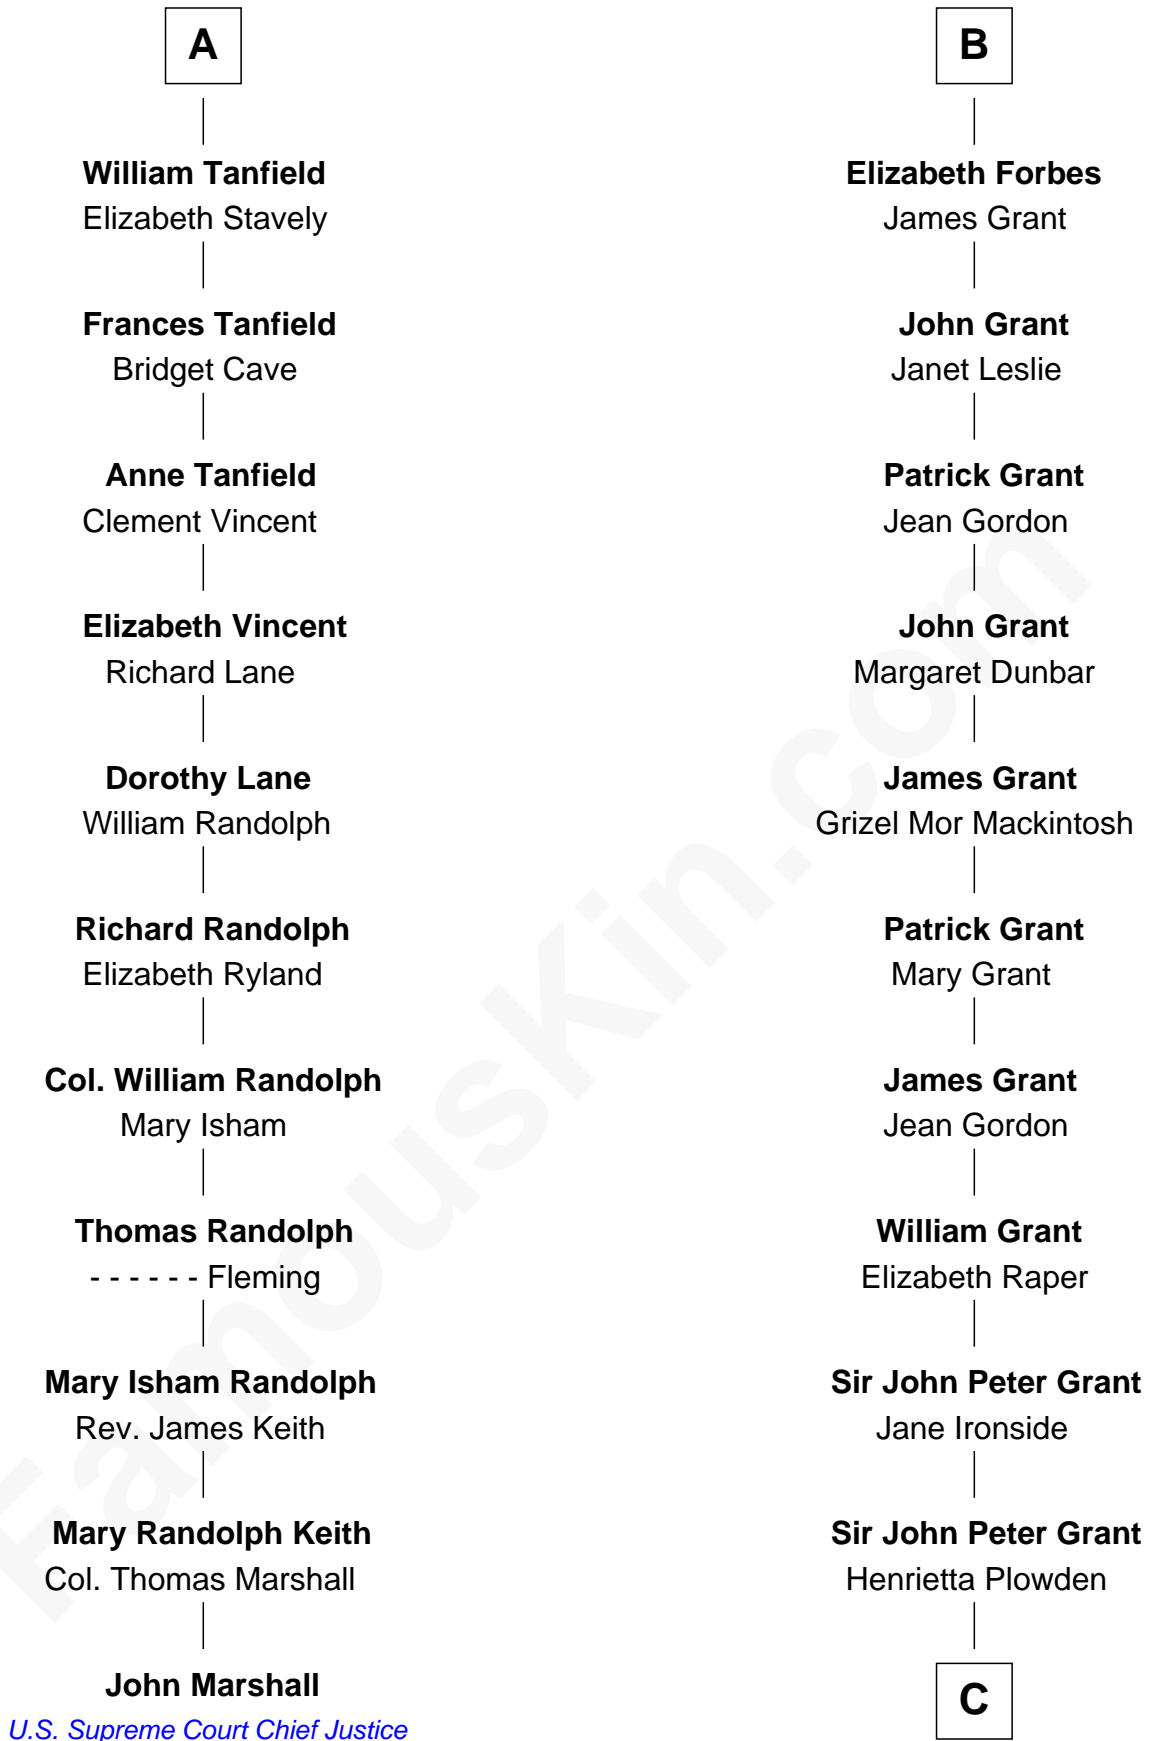 A
William Tanfield
Elizabeth Stavely
Frances Tanfield
Bridget Cave
Anne Tanfield
Clement Vincent
Elizabeth Vincent
Richard Lane
Dorothy Lane
William Randolph
Richard Randolph
Elizabeth Ryland
Col. William Randolph
Mary Isham
Thomas Randolph
- - - - - - Fleming
Mary Isham Randolph
Rev. James Keith
Mary Randolph Keith
Col. Thomas Marshall
John Marshall
U.S. Supreme Court Chief Justice
B
Elizabeth Forbes
James Grant
John Grant
Janet Leslie
Patrick Grant
Jean Gordon
John Grant
Margaret Dunbar
James Grant
Grizel Mor Mackintosh
Patrick Grant
Mary Grant
James Grant
Jean Gordon
William Grant
Elizabeth Raper
Sir John Peter Grant
Jane Ironside
Sir John Peter Grant
Henrietta Plowden
C
FamousKin.com